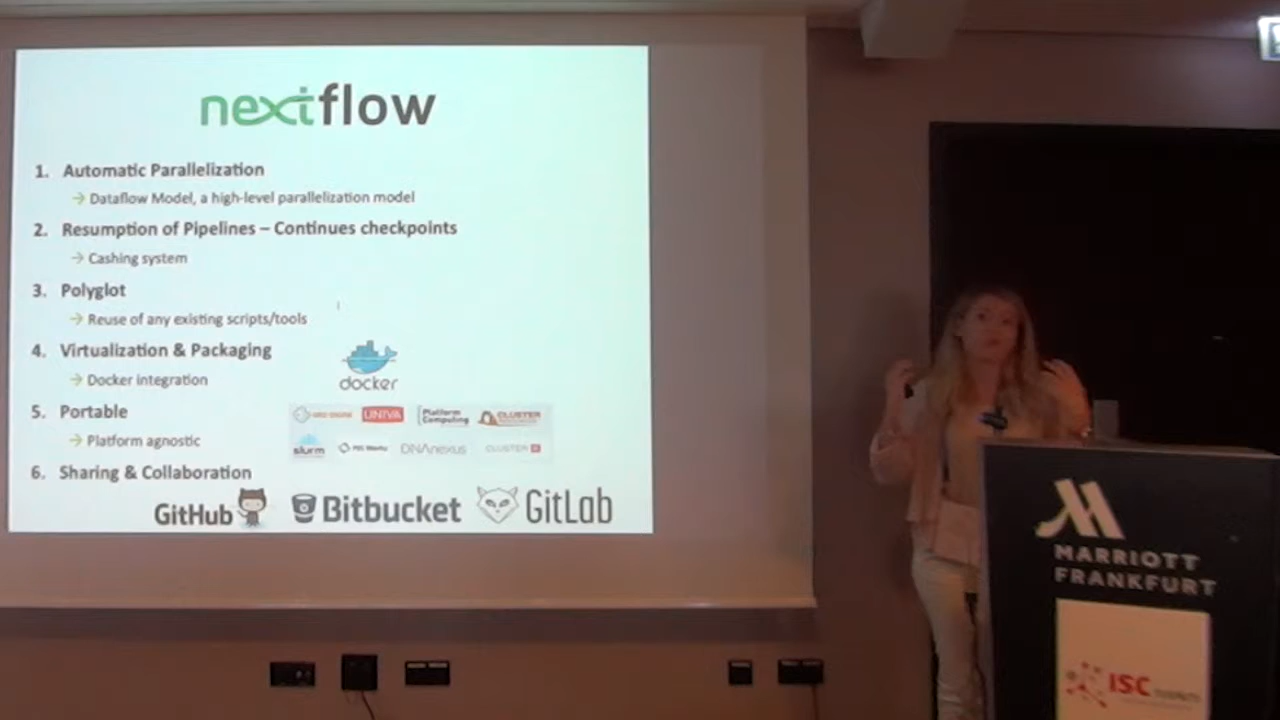 nextflow
1. Automatic Parallelization
→ Dataflow Model, a high-level parallelization model
2. Resumption of Pipelines – Continues checkpoints
→ Cashing system
3. Polyglot
→ Reuse of any existing scripts/tools
4. Virtualization & Packaging
→ Docker integration
docker
5. Portable
UNIVA Platform Computing CLUSTER
→ Platform agnostic
slurm DNAnexus CLUSTER
6. Sharing & Collaboration
GitHub Bitbucket GitLab
MARRIOTT
FRANKFURT
ISC